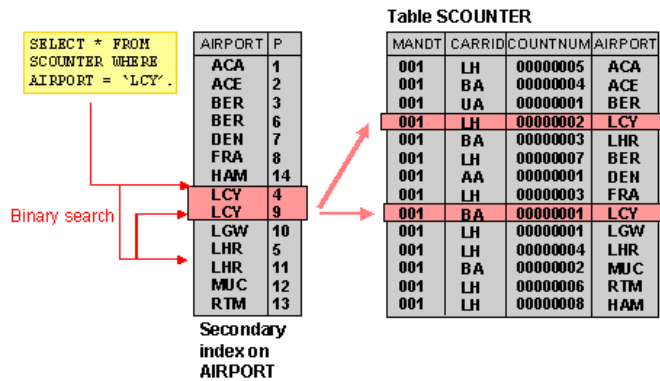 Table SCOUNTER
SELECT * FROM
SCOUNTER WHERE
AIRPORT = `LCY´.
AIRPORT P
ACA 1
ACE 2
BER 3
BER 6
DEN 7
FRA 8
HAM 14
LCY 4
LCY 9
LGW 10
LHR 5
LHR 11
MUC 12
RTM 13
Binary search
Secondary
index on
AIRPORT
MANDT CARRID COUNTNUM AIRPORT
001 LH 00000005 ACA
001 BA 00000004 ACE
001 UA 00000001 BER
001 LH 00000002 LCY
001 BA 00000003 LHR
001 LH 00000007 BER
001 AA 00000001 DEN
001 LH 00000003 FRA
001 BA 00000001 LCY
001 LH 00000001 LGW
001 LH 00000004 LHR
001 BA 00000002 MUC
001 LH 00000006 RTM
001 LH 00000008 HAM